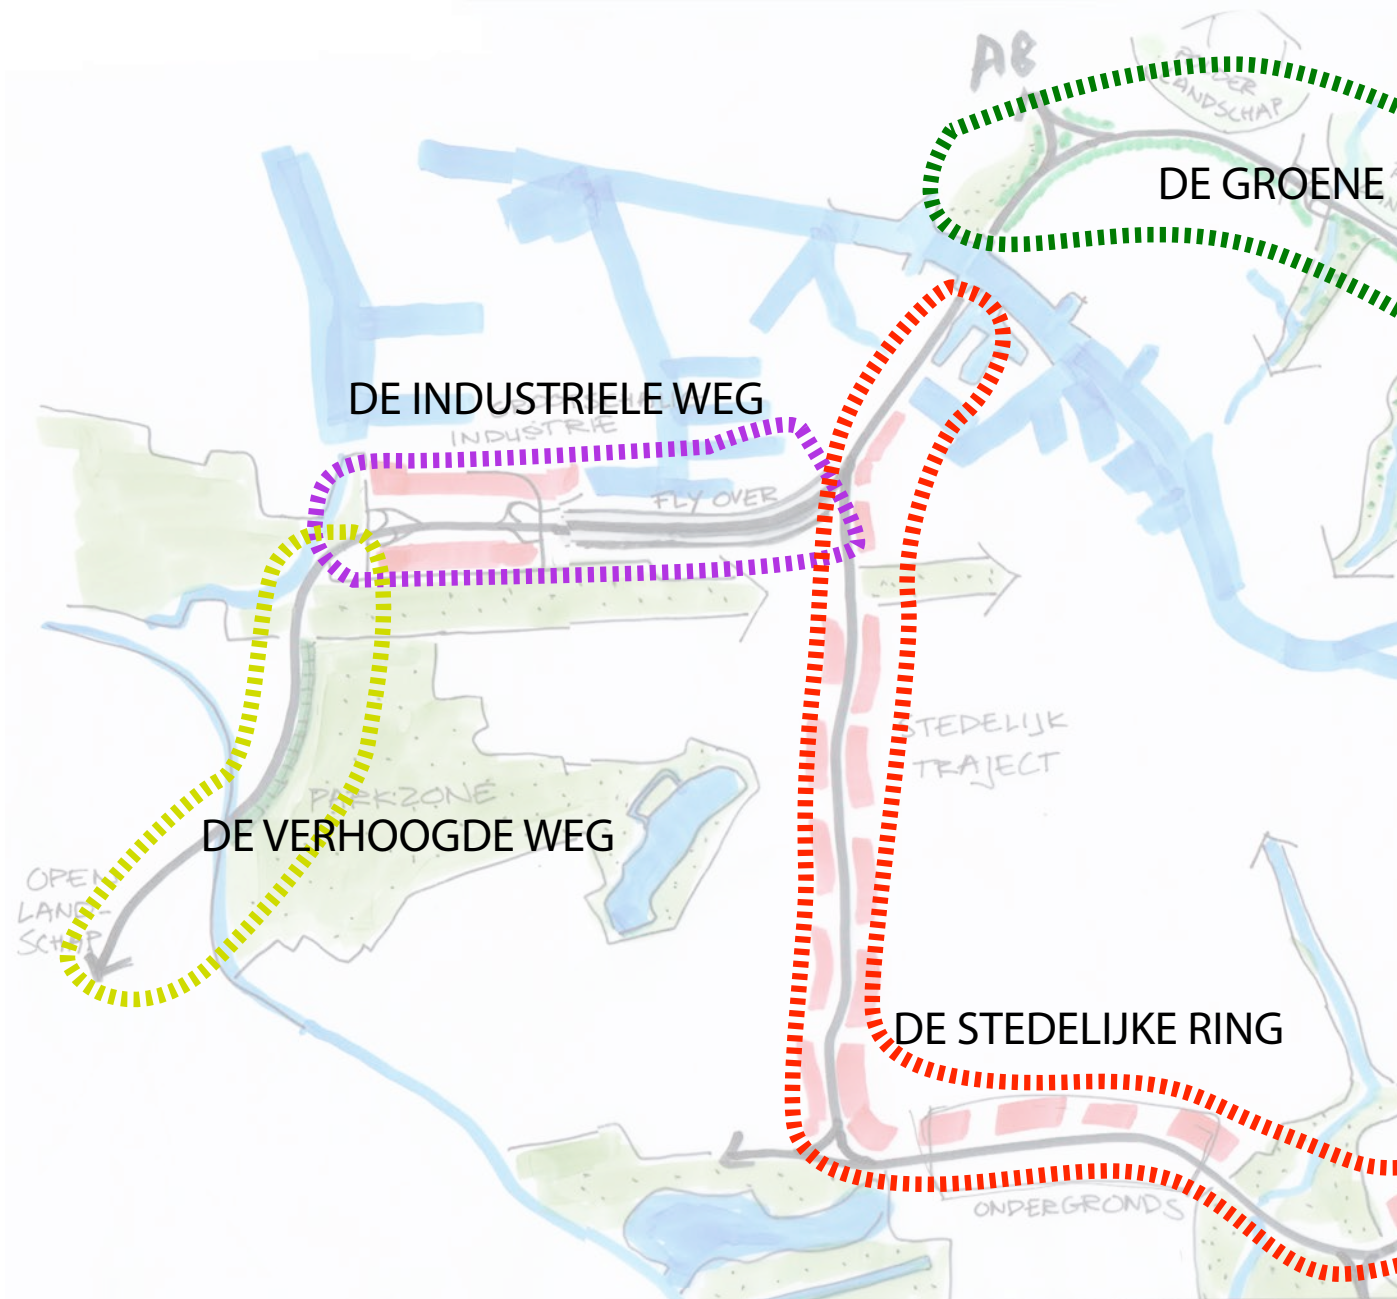 A8
POLDER
LANDSCHAP
DE GROENE
DE INDUSTRIELE WEG
GROOTSCHALIGE
INDUSTRIE
FLY OVER
STEDELIJK
TRAJECT
PARKZONE
DE VERHOOGDE WEG
OPEN
LAND-
SCHAP
DE STEDELIJKE RING
ONDERGRONDS